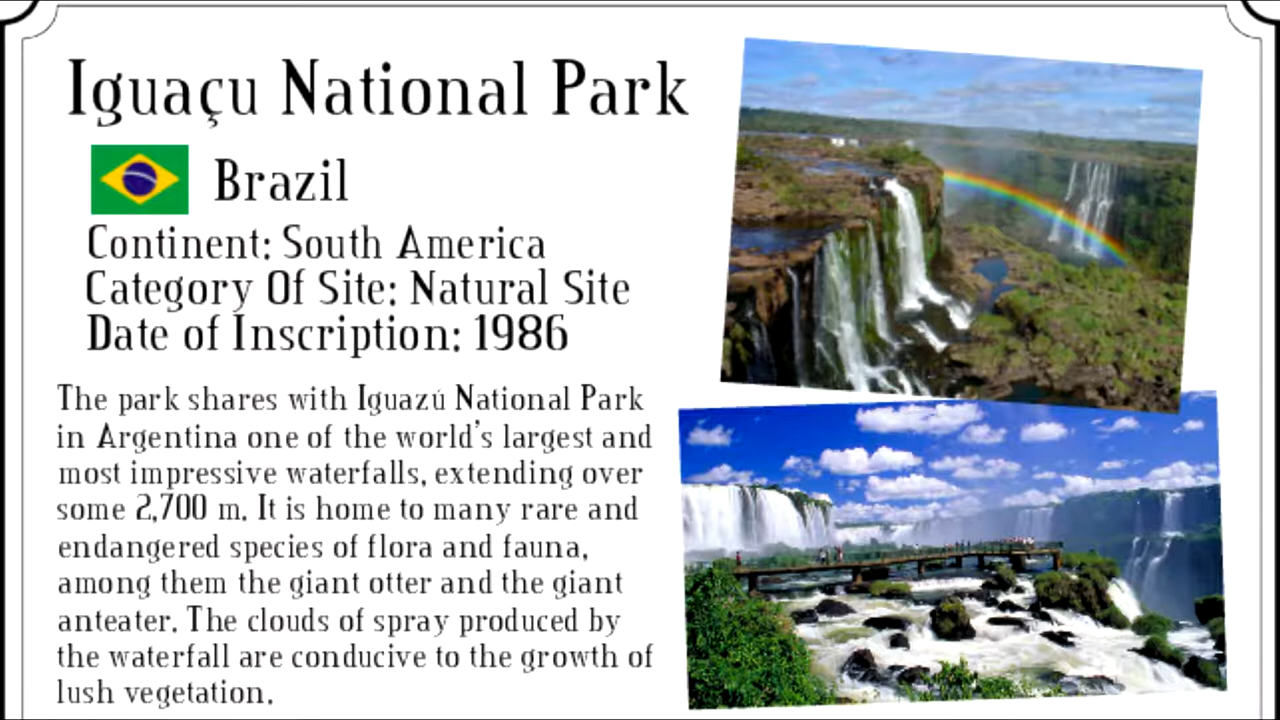 Iguaçu National Park
Brazil
Continent: South America
Category Of Site: Natural Site
Date of Inscription: 1986
The park shares with Iguazú National Park
in Argentina one of the world's largest and
most impressive waterfalls, extending over
some 2,700 m. It is home to many rare and
endangered species of flora and fauna,
among them the giant otter and the giant
anteater. The clouds of spray produced by
the waterfall are conducive to the growth of
lush vegetation.